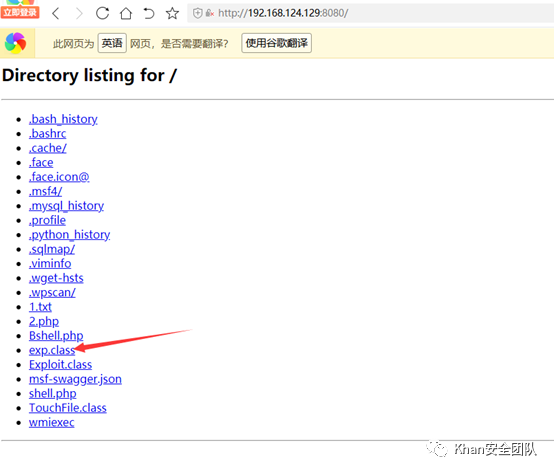 立即登录
http://192.168.124.129:8080/
此网页为 英语 网页，是否需要翻译？ 使用谷歌翻译
Directory listing for /
.bash_history
.bashrc
.cache/
.face
.face.icon@
.msf4/
.mysql_history
.profile
.python_history
.sqlmap/
.viminfo
.wget-hsts
.wpscan/
1.txt
2.php
Bshell.php
exp.class
Exploit.class
msf-swagger.json
shell.php
TouchFile.class
wmiexec
Khan安全团队